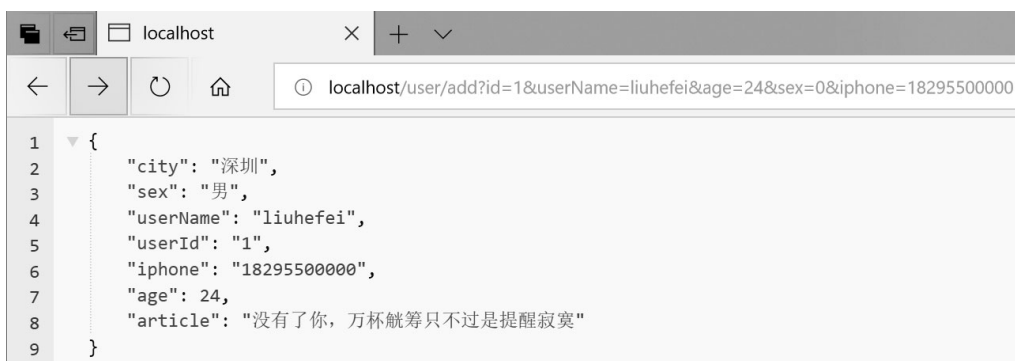 localhost
localhost/user/add?id=1&userName=liuhefei&age=24&sex=0&iphone=18295500000
1 {
2 "city": "深圳",
3 "sex": "男",
4 "userName": "liuhefei",
5 "userId": "1",
6 "iphone": "18295500000",
7 "age": 24,
8 "article": "没有了你，万杯觥筹只不过是提醒寂寞"
9 }